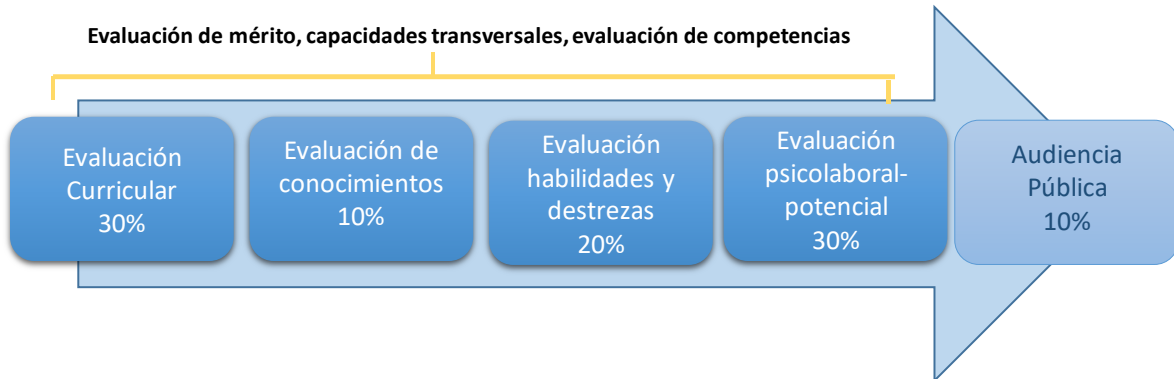 Evaluación de mérito, capacidades transversales, evaluación de competencias
Evaluación
Curricular
30%
Evaluación de
conocimientos
10%
Evaluación
habilidades y
destrezas
20%
Evaluación
psicolaboral-
potencial
30%
Audiencia
Pública
10%